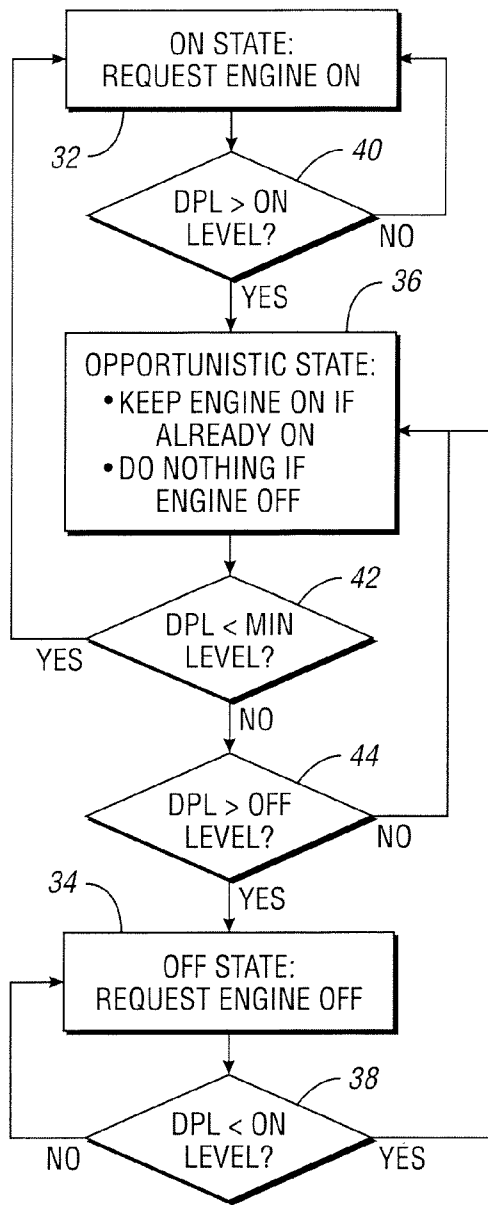 ON STATE:
REQUEST ENGINE ON
32
40
DPL > ON
LEVEL?
NO
YES
36
OPPORTUNISTIC STATE:
• KEEP ENGINE ON IF
ALREADY ON
• DO NOTHING IF
ENGINE OFF
42
DPL < MIN
LEVEL?
YES
NO
44
DPL > OFF
LEVEL?
NO
YES
34
OFF STATE:
REQUEST ENGINE OFF
38
DPL < ON
LEVEL?
NO
YES